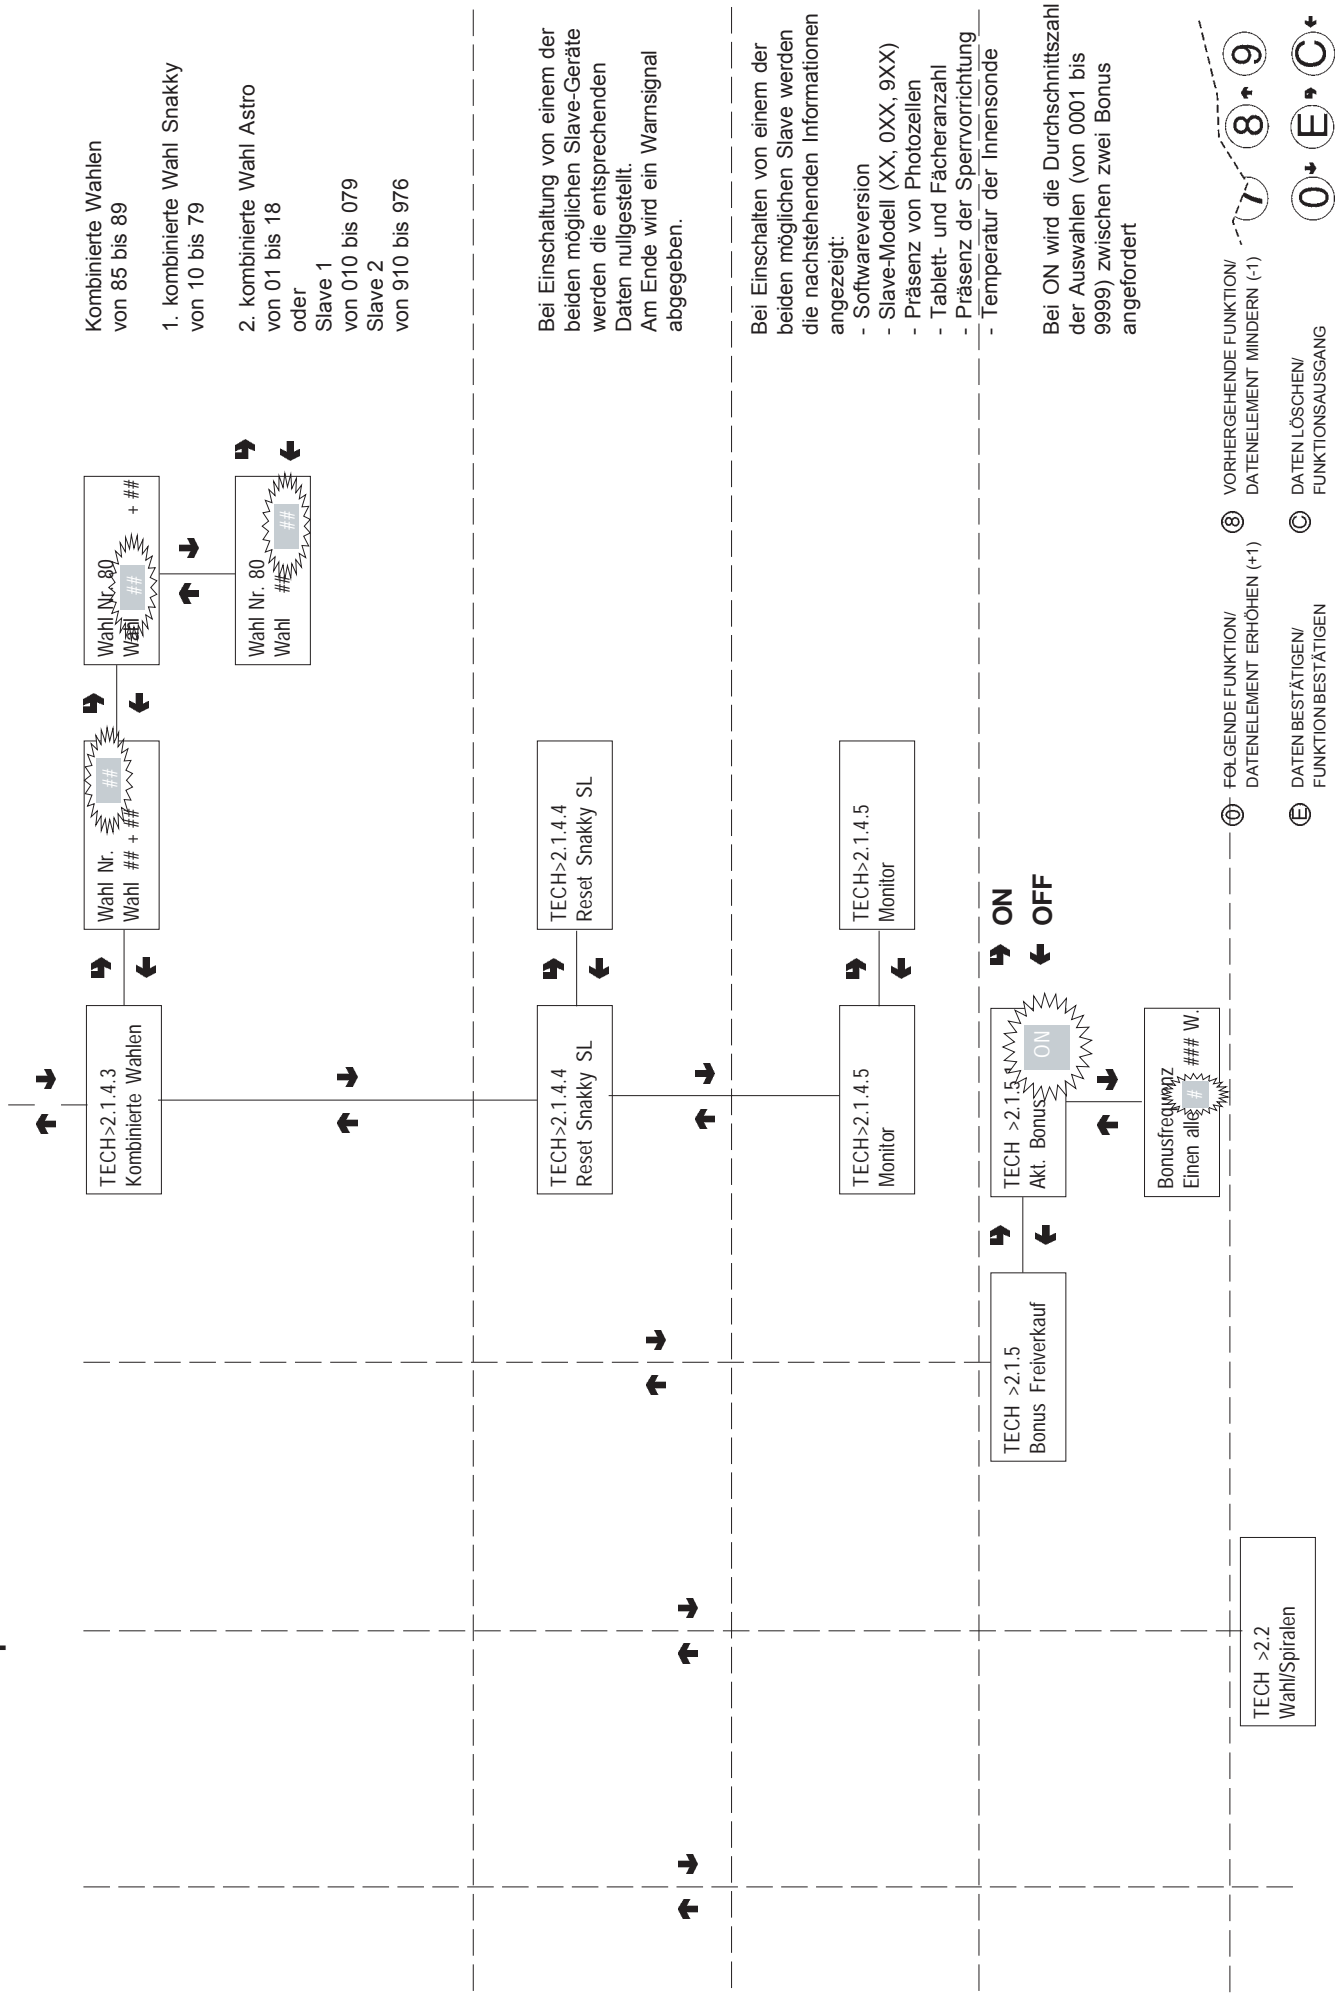 TECH>2.1.4.3
Kombinierte Wahlen
Wahl Nr. ##
Wahl ## + ##
Wahl Nr. 80
Wahl ## + ##
Wahl Nr. 80
Wahl ## ##
Kombinierte Wahlen
von 85 bis 89
1. kombinierte Wahl Snakky
von 10 bis 79
2. kombinierte Wahl Astro
von 01 bis 18
oder
Slave 1
von 010 bis 079
Slave 2
von 910 bis 976
TECH>2.1.4.4
Reset Snakky SL
TECH>2.1.4.4
Reset Snakky SL
Bei Einschaltung von einem der
beiden möglichen Slave-Geräte
werden die entsprechenden
Daten nullgestellt.
Am Ende wird ein Warnsignal
abgegeben.
TECH>2.1.4.5
Monitor
TECH>2.1.4.5
Monitor
Bei Einschalten von einem der
beiden möglichen Slave werden
die nachstehenden Informationen
angezeigt:
- Softwareversion
- Slave-Modell (XX, 0XX, 9XX)
- Präsenz von Photozellen
- Tablett- und Fächeranzahl
- Präsenz der Sperrvorrichtung
- Temperatur der Innensonde
TECH >2.1.5
Bonus Freiverkauf
TECH >2.1.5
Akt. Bonus ON
ON
OFF
Bonusfrequenz
Einen alle # ### W.
Bei ON wird die Durchschnittszahl
der Auswahlen (von 0001 bis
9999) zwischen zwei Bonus
angefordert
TECH >2.2
Wahl/Spiralen
0 FOLGENDE FUNKTION/
DATENELEMENT ERHÖHEN (+1)
8 VORHERGEHENDE FUNKTION/
DATENELEMENT MINDERN (-1)
E DATEN BESTÄTIGEN/
FUNKTION BESTÄTIGEN
C DATEN LÖSCHEN/
FUNKTIONSAUSGANG
7 8 9
0 E C